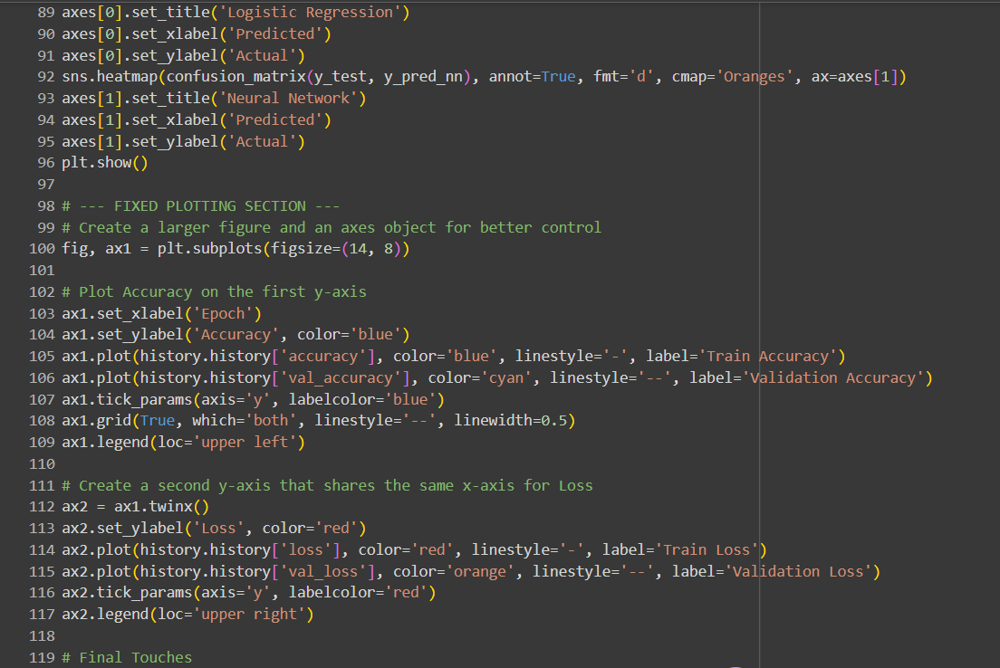 89 axes[0].set_title('Logistic Regression')
90 axes[0].set_xlabel('Predicted')
91 axes[0].set_ylabel('Actual')
92 sns.heatmap(confusion_matrix(y_test, y_pred_nn), annot=True, fmt='d', cmap='Oranges', ax=axes[1])
93 axes[1].set_title('Neural Network')
94 axes[1].set_xlabel('Predicted')
95 axes[1].set_ylabel('Actual')
96 plt.show()
97
98 # --- FIXED PLOTTING SECTION ---
99 # Create a larger figure and an axes object for better control
100 fig, ax1 = plt.subplots(figsize=(14, 8))
101
102 # Plot Accuracy on the first y-axis
103 ax1.set_xlabel('Epoch')
104 ax1.set_ylabel('Accuracy', color='blue')
105 ax1.plot(history.history['accuracy'], color='blue', linestyle='-', label='Train Accuracy')
106 ax1.plot(history.history['val_accuracy'], color='cyan', linestyle='--', label='Validation Accuracy')
107 ax1.tick_params(axis='y', labelcolor='blue')
108 ax1.grid(True, which='both', linestyle='--', linewidth=0.5)
109 ax1.legend(loc='upper left')
110
111 # Create a second y-axis that shares the same x-axis for Loss
112 ax2 = ax1.twinx()
113 ax2.set_ylabel('Loss', color='red')
114 ax2.plot(history.history['loss'], color='red', linestyle='-', label='Train Loss')
115 ax2.plot(history.history['val_loss'], color='orange', linestyle='--', label='Validation Loss')
116 ax2.tick_params(axis='y', labelcolor='red')
117 ax2.legend(loc='upper right')
118
119 # Final Touches